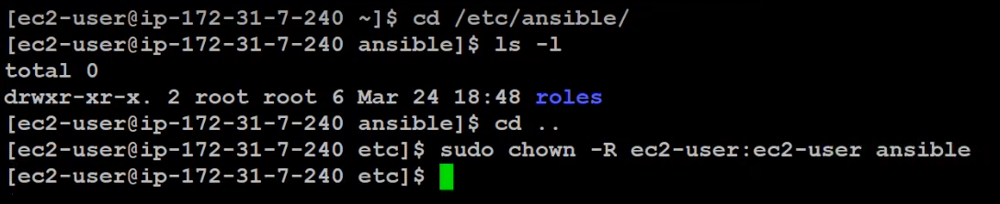 [ec2-user@ip-172-31-7-240 ~]$ cd /etc/ansible/
[ec2-user@ip-172-31-7-240 ansible]$ ls -l
total 0
drwxr-xr-x. 2 root root 6 Mar 24 18:48 roles
[ec2-user@ip-172-31-7-240 ansible]$ cd ..
[ec2-user@ip-172-31-7-240 etc]$ sudo chown -R ec2-user:ec2-user ansible
[ec2-user@ip-172-31-7-240 etc]$